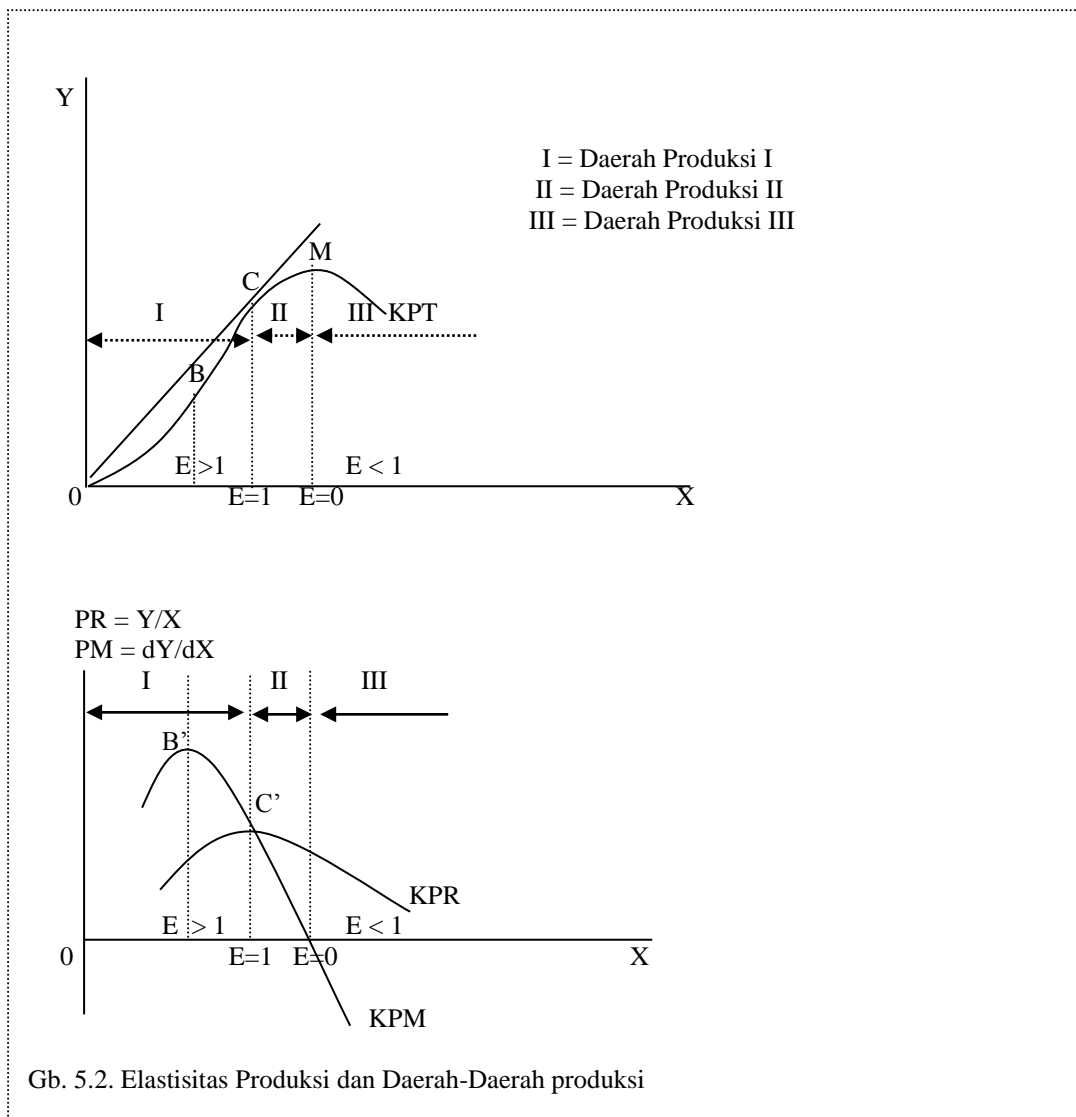 Y
I = Daerah Produksi I
II = Daerah Produksi II
III = Daerah Produksi III
M
C
I II III KPT
B
E >1 E < 1
0 E=1 E=0 X
PR = Y/X
PM = dY/dX
I II III
B’
C’
KPR
E > 1 E < 1
0 E=1 E=0 X
KPM
Gb. 5.2. Elastisitas Produksi dan Daerah-Daerah produksi